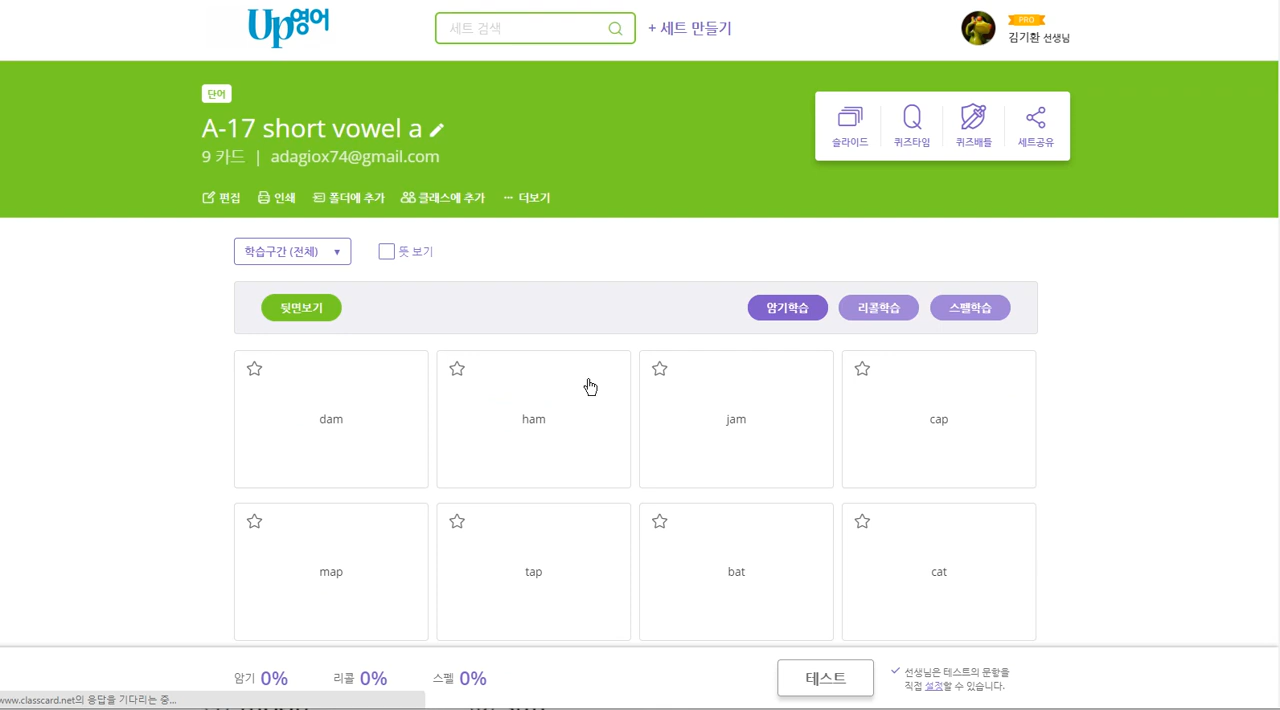 Up영어
세트 검색
+ 세트 만들기
PRO
김기환 선생님
단어
A-17 short vowel a
9 카드 | adagiox74@gmail.com
슬라이드
퀴즈타임
퀴즈배틀
세트공유
편집
인쇄
폴더에 추가
클래스에 추가
··· 더보기
학습구간 (전체) ▼
뜻 보기
뒷면보기
암기학습
리콜학습
스펠학습
dam
ham
jam
cap
map
tap
bat
cat
암기 0%
리콜 0%
스펠 0%
테스트
선생님은 테스트의 문항을
직접 설정할 수 있습니다.
www.classcard.net의 응답을 기다리는 중...